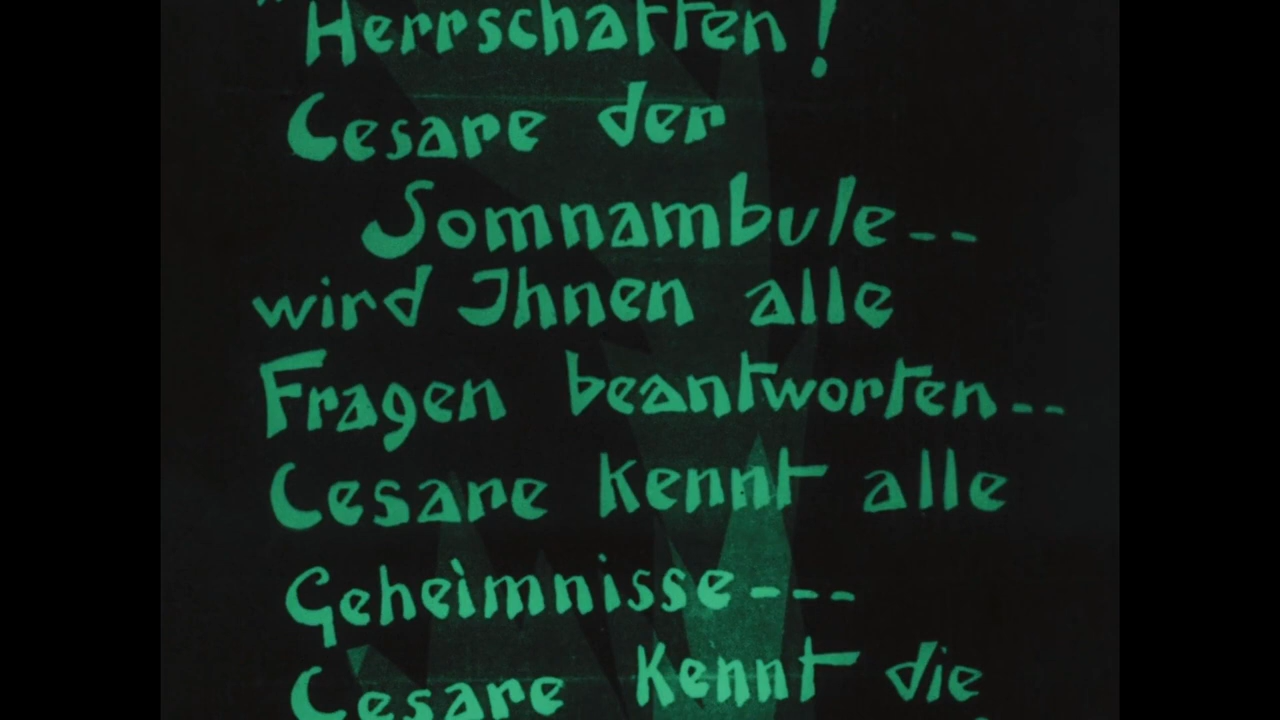 "Herrschaften!
Cesare der
Somnambule--
wird Ihnen alle
Fragen beantworten--
Cesare kennt alle
Geheimnisse---
Cesare kennt die